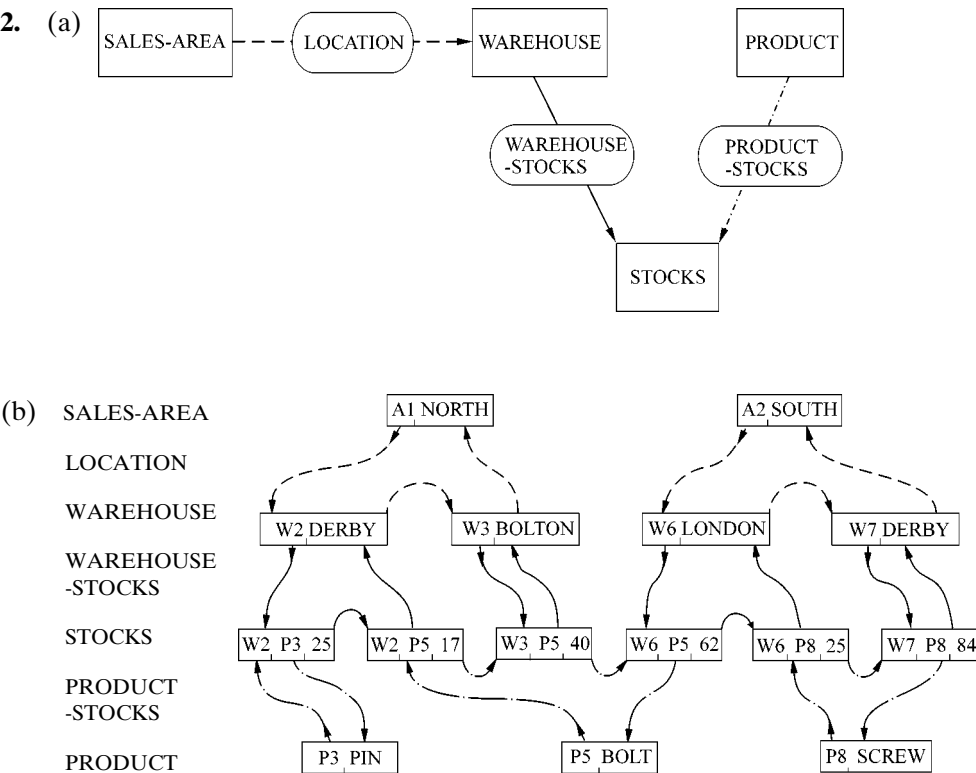 2. (a)
SALES-AREA LOCATION WAREHOUSE PRODUCT
WAREHOUSE
-STOCKS
PRODUCT
-STOCKS
STOCKS
(b) SALES-AREA A1 NORTH A2 SOUTH
LOCATION
WAREHOUSE W2 DERBY W3 BOLTON W6 LONDON W7 DERBY
WAREHOUSE
-STOCKS
STOCKS W2 P3 25 W2 P5 17 W3 P5 40 W6 P5 62 W6 P8 25 W7 P8 84
PRODUCT
-STOCKS
PRODUCT P3 PIN P5 BOLT P8 SCREW